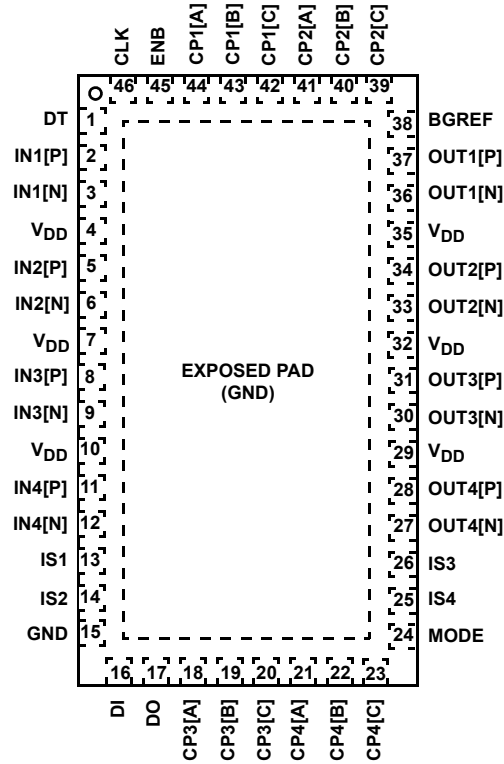 CLK
ENB
CP1[A]
CP1[B]
CP1[C]
CP2[A]
CP2[B]
CP2[C]
46 45 44 43 42 41 40 39
DT 1
IN1[P] 2
IN1[N] 3
VDD 4
IN2[P] 5
IN2[N] 6
VDD 7
IN3[P] 8
IN3[N] 9
VDD 10
IN4[P] 11
IN4[N] 12
IS1 13
IS2 14
GND 15
EXPOSED PAD
(GND)
38 BGREF
37 OUT1[P]
36 OUT1[N]
35 VDD
34 OUT2[P]
33 OUT2[N]
32 VDD
31 OUT3[P]
30 OUT3[N]
29 VDD
28 OUT4[P]
27 OUT4[N]
26 IS3
25 IS4
24 MODE
16 17 18 19 20 21 22 23
DI
DO
CP3[A]
CP3[B]
CP3[C]
CP4[A]
CP4[B]
CP4[C]